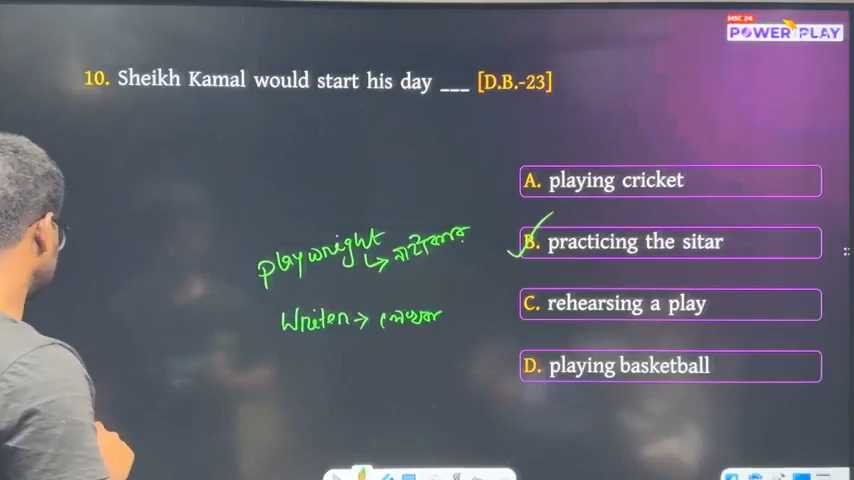 HSC 24
POWER PLAY
10. Sheikh Kamal would start his day ___ [D.B.-23]
A. playing cricket
B. practicing the sitar
C. rehearsing a play
D. playing basketball
playwright
↳ নাট্যকার
Writer → লেখক